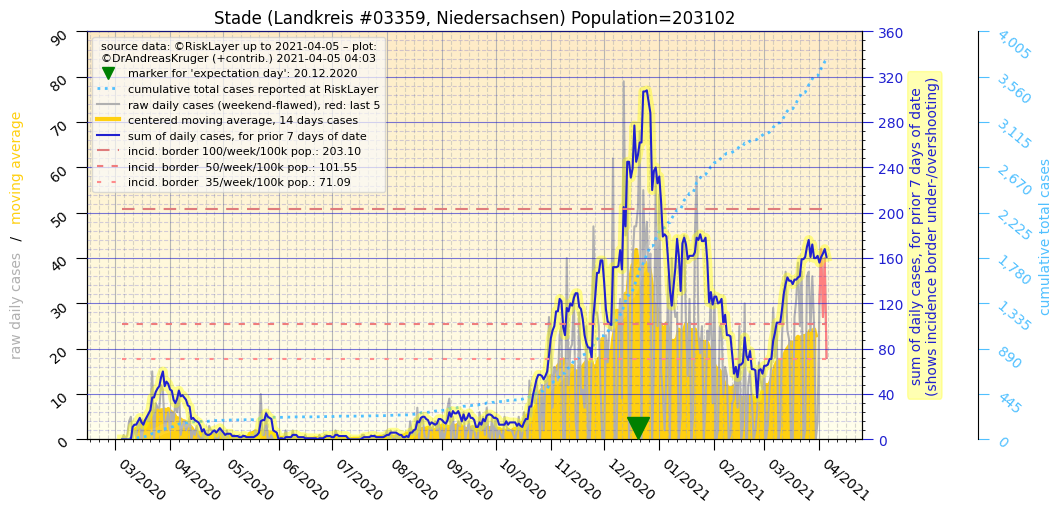 Stade (Landkreis #03359, Niedersachsen) Population=203102
source data: ©RiskLayer up to 2021-04-05 – plot:
©DrAndreasKruger (+contrib.) 2021-04-05 04:03
marker for 'expectation day': 20.12.2020
cumulative total cases reported at RiskLayer
raw daily cases (weekend-flawed), red: last 5
centered moving average, 14 days cases
sum of daily cases, for prior 7 days of date
incid. border 100/week/100k pop.: 203.10
incid. border  50/week/100k pop.: 101.55
incid. border  35/week/100k pop.: 71.09
raw daily cases / moving average
90
80
70
60
50
40
30
20
10
0
03/2020
04/2020
05/2020
06/2020
07/2020
08/2020
09/2020
10/2020
11/2020
12/2020
01/2021
02/2021
03/2021
04/2021
360
320
280
240
200
160
120
80
40
0
sum of daily cases, for prior 7 days of date
(shows incidence border under-/overshooting)
4,005
3,560
3,115
2,670
2,225
1,780
1,335
890
445
0
cumulative total cases